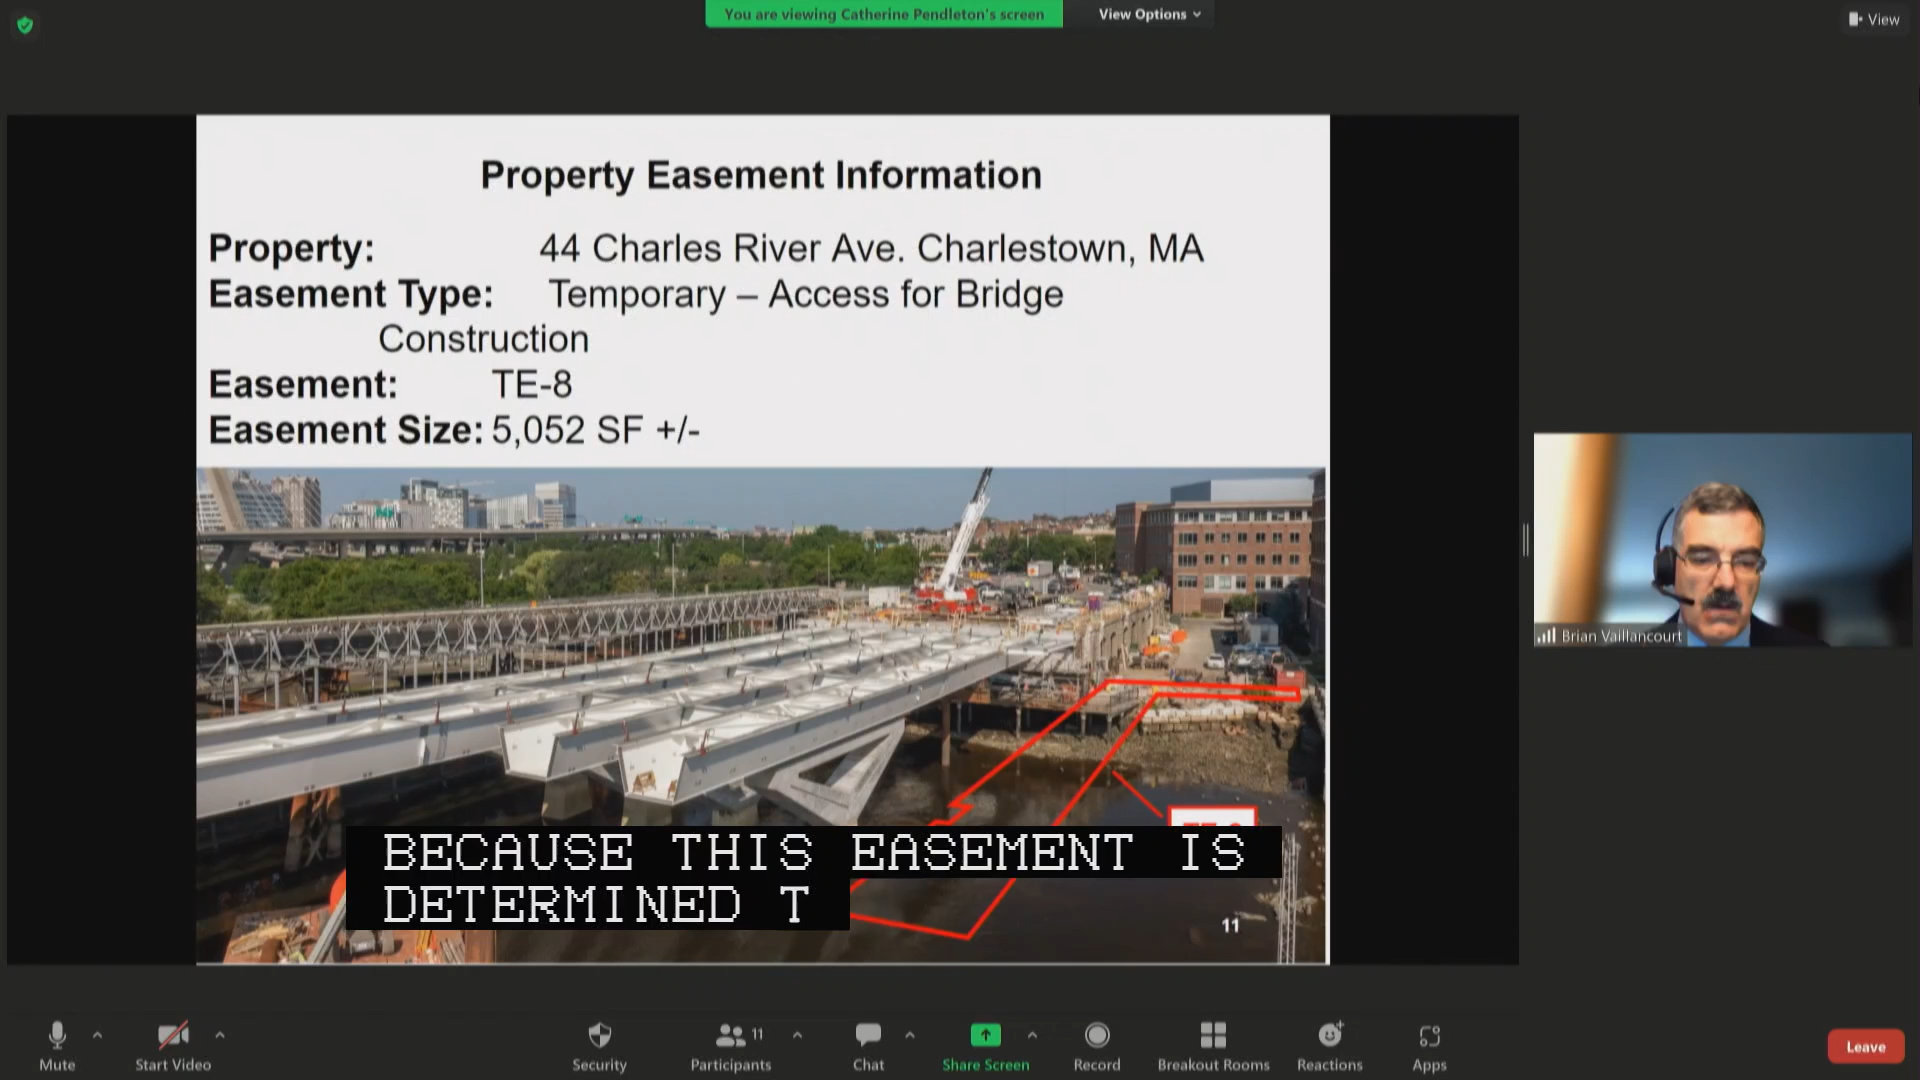 You are viewing Catherine Pendleton's screen
View Options
View
Property Easement Information
Property: 44 Charles River Ave. Charlestown, MA
Easement Type: Temporary – Access for Bridge
Construction
Easement: TE-8
Easement Size: 5,052 SF +/-
Brian Vaillancourt
BECAUSE THIS EASEMENT IS
DETERMINED T
11
Mute
Start Video
Security
11
Participants
Chat
Share Screen
Record
Breakout Rooms
Reactions
Apps
Leave